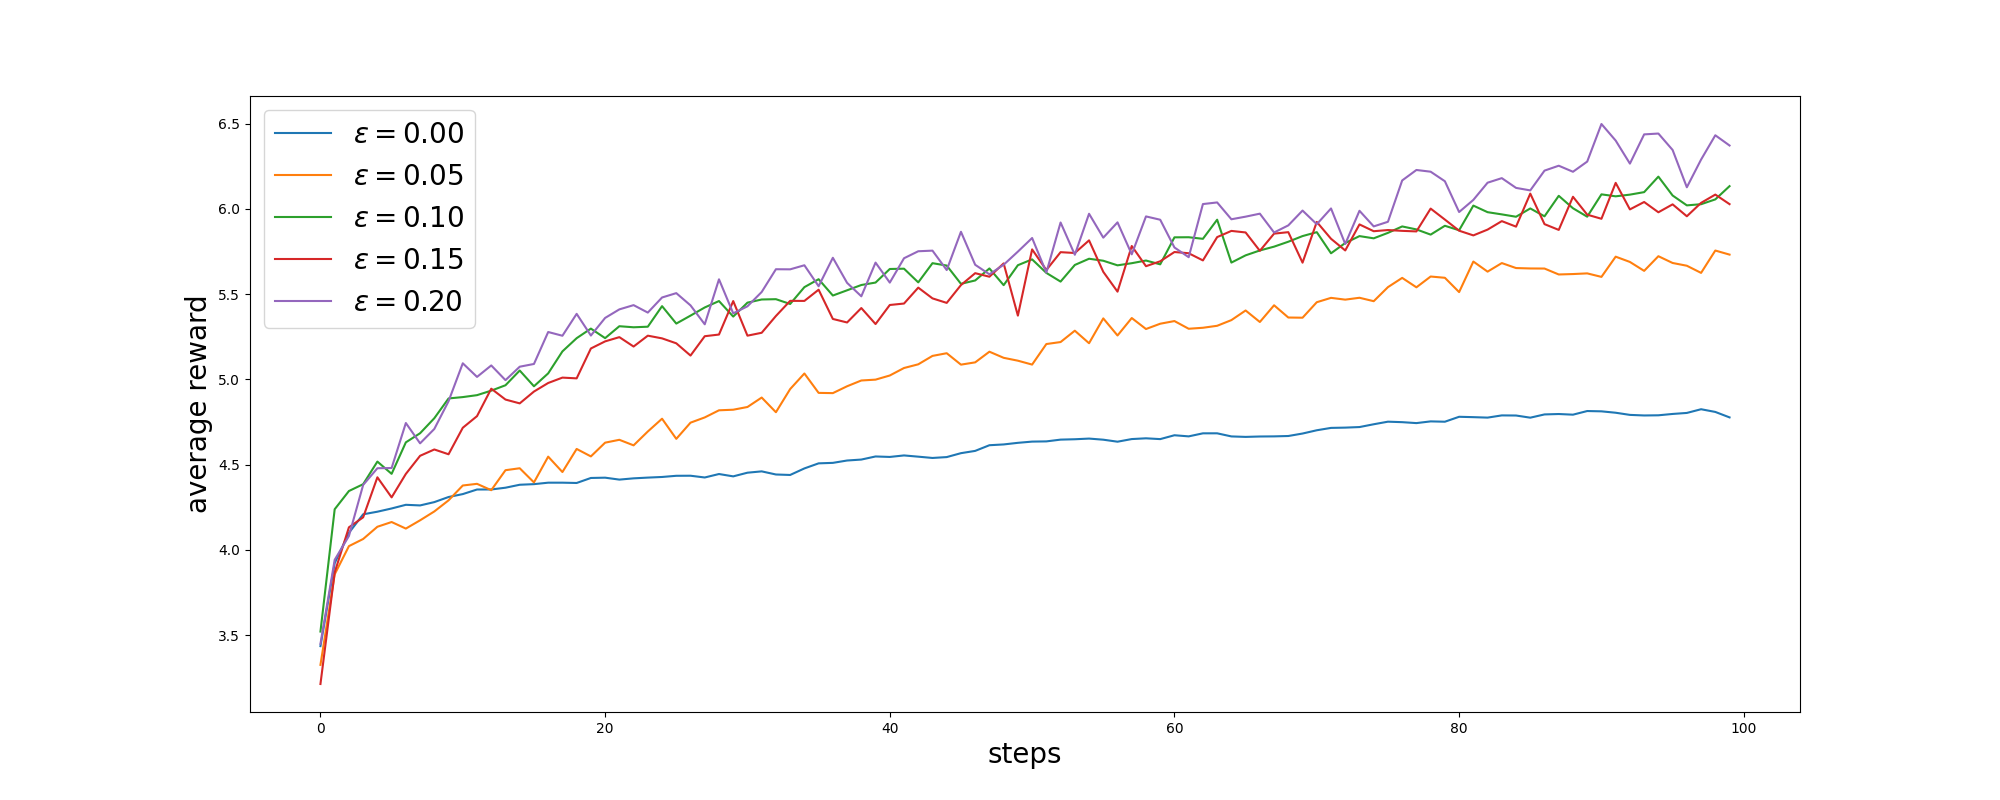 ε = 0.00
ε = 0.05
ε = 0.10
ε = 0.15
ε = 0.20
6.5
6.0
5.5
5.0
4.5
4.0
3.5
average reward
0 20 40 60 80 100
steps